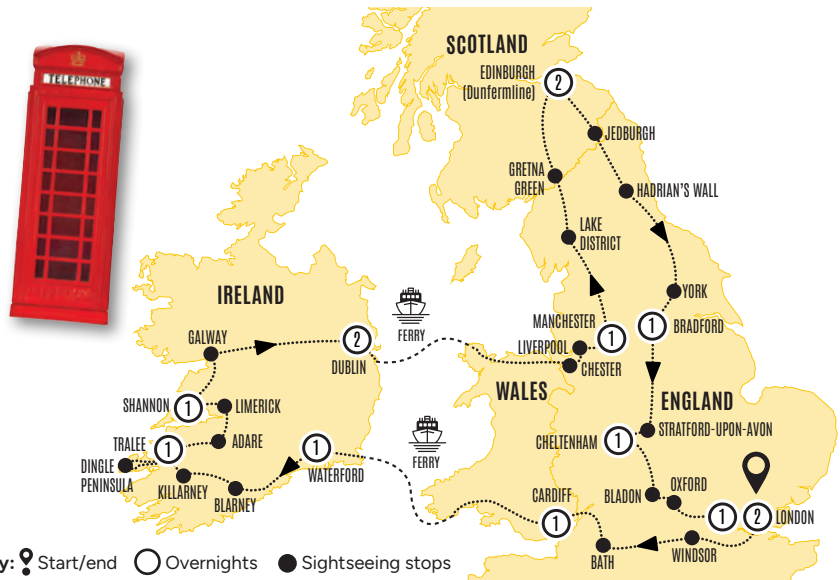 TELEPHONE
SCOTLAND
EDINBURGH
(Dunfermline)
2
JEDBURGH
GRETNA
GREEN
HADRIAN'S WALL
LAKE
DISTRICT
IRELAND
YORK
FERRY
MANCHESTER
1
1
BRADFORD
GALWAY
2
DUBLIN
LIVERPOOL
CHESTER
WALES
ENGLAND
SHANNON
1
LIMERICK
STRATFORD-UPON-AVON
CHELTENHAM
1
TRALEE
1
ADARE
1
WATERFORD
FERRY
DINGLE
PENINSULA
KILLARNEY
BLARNEY
CARDIFF
1
BLADON
OXFORD
1
2
LONDON
BATH
WINDSOR
y: Start/end Overnights Sightseeing stops